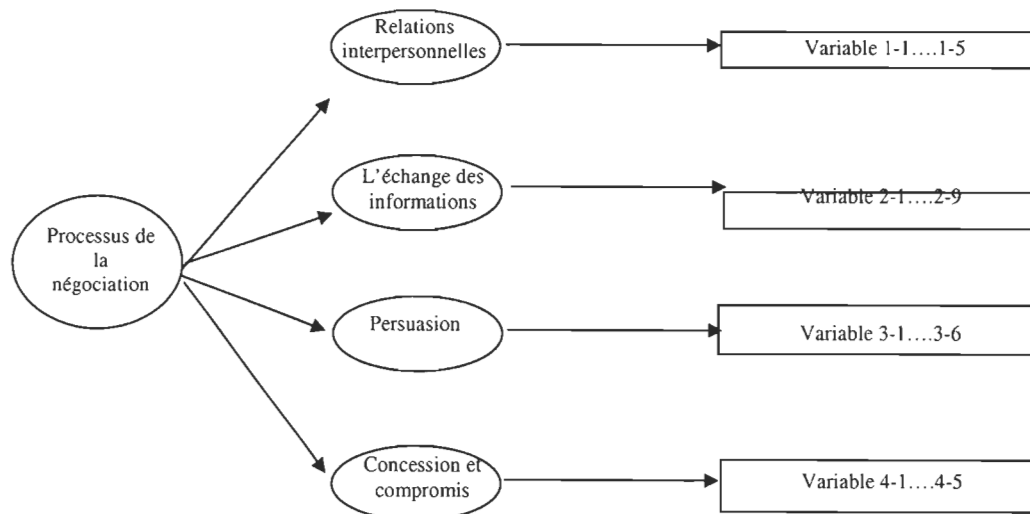 Relations
interpersonnelles
Variable 1-1....1-5
L'échange des
informations
Variable 2-1....2-9
Processus de
la
négociation
Persuasion
Variable 3-1....3-6
Concession et
compromis
Variable 4-1....4-5